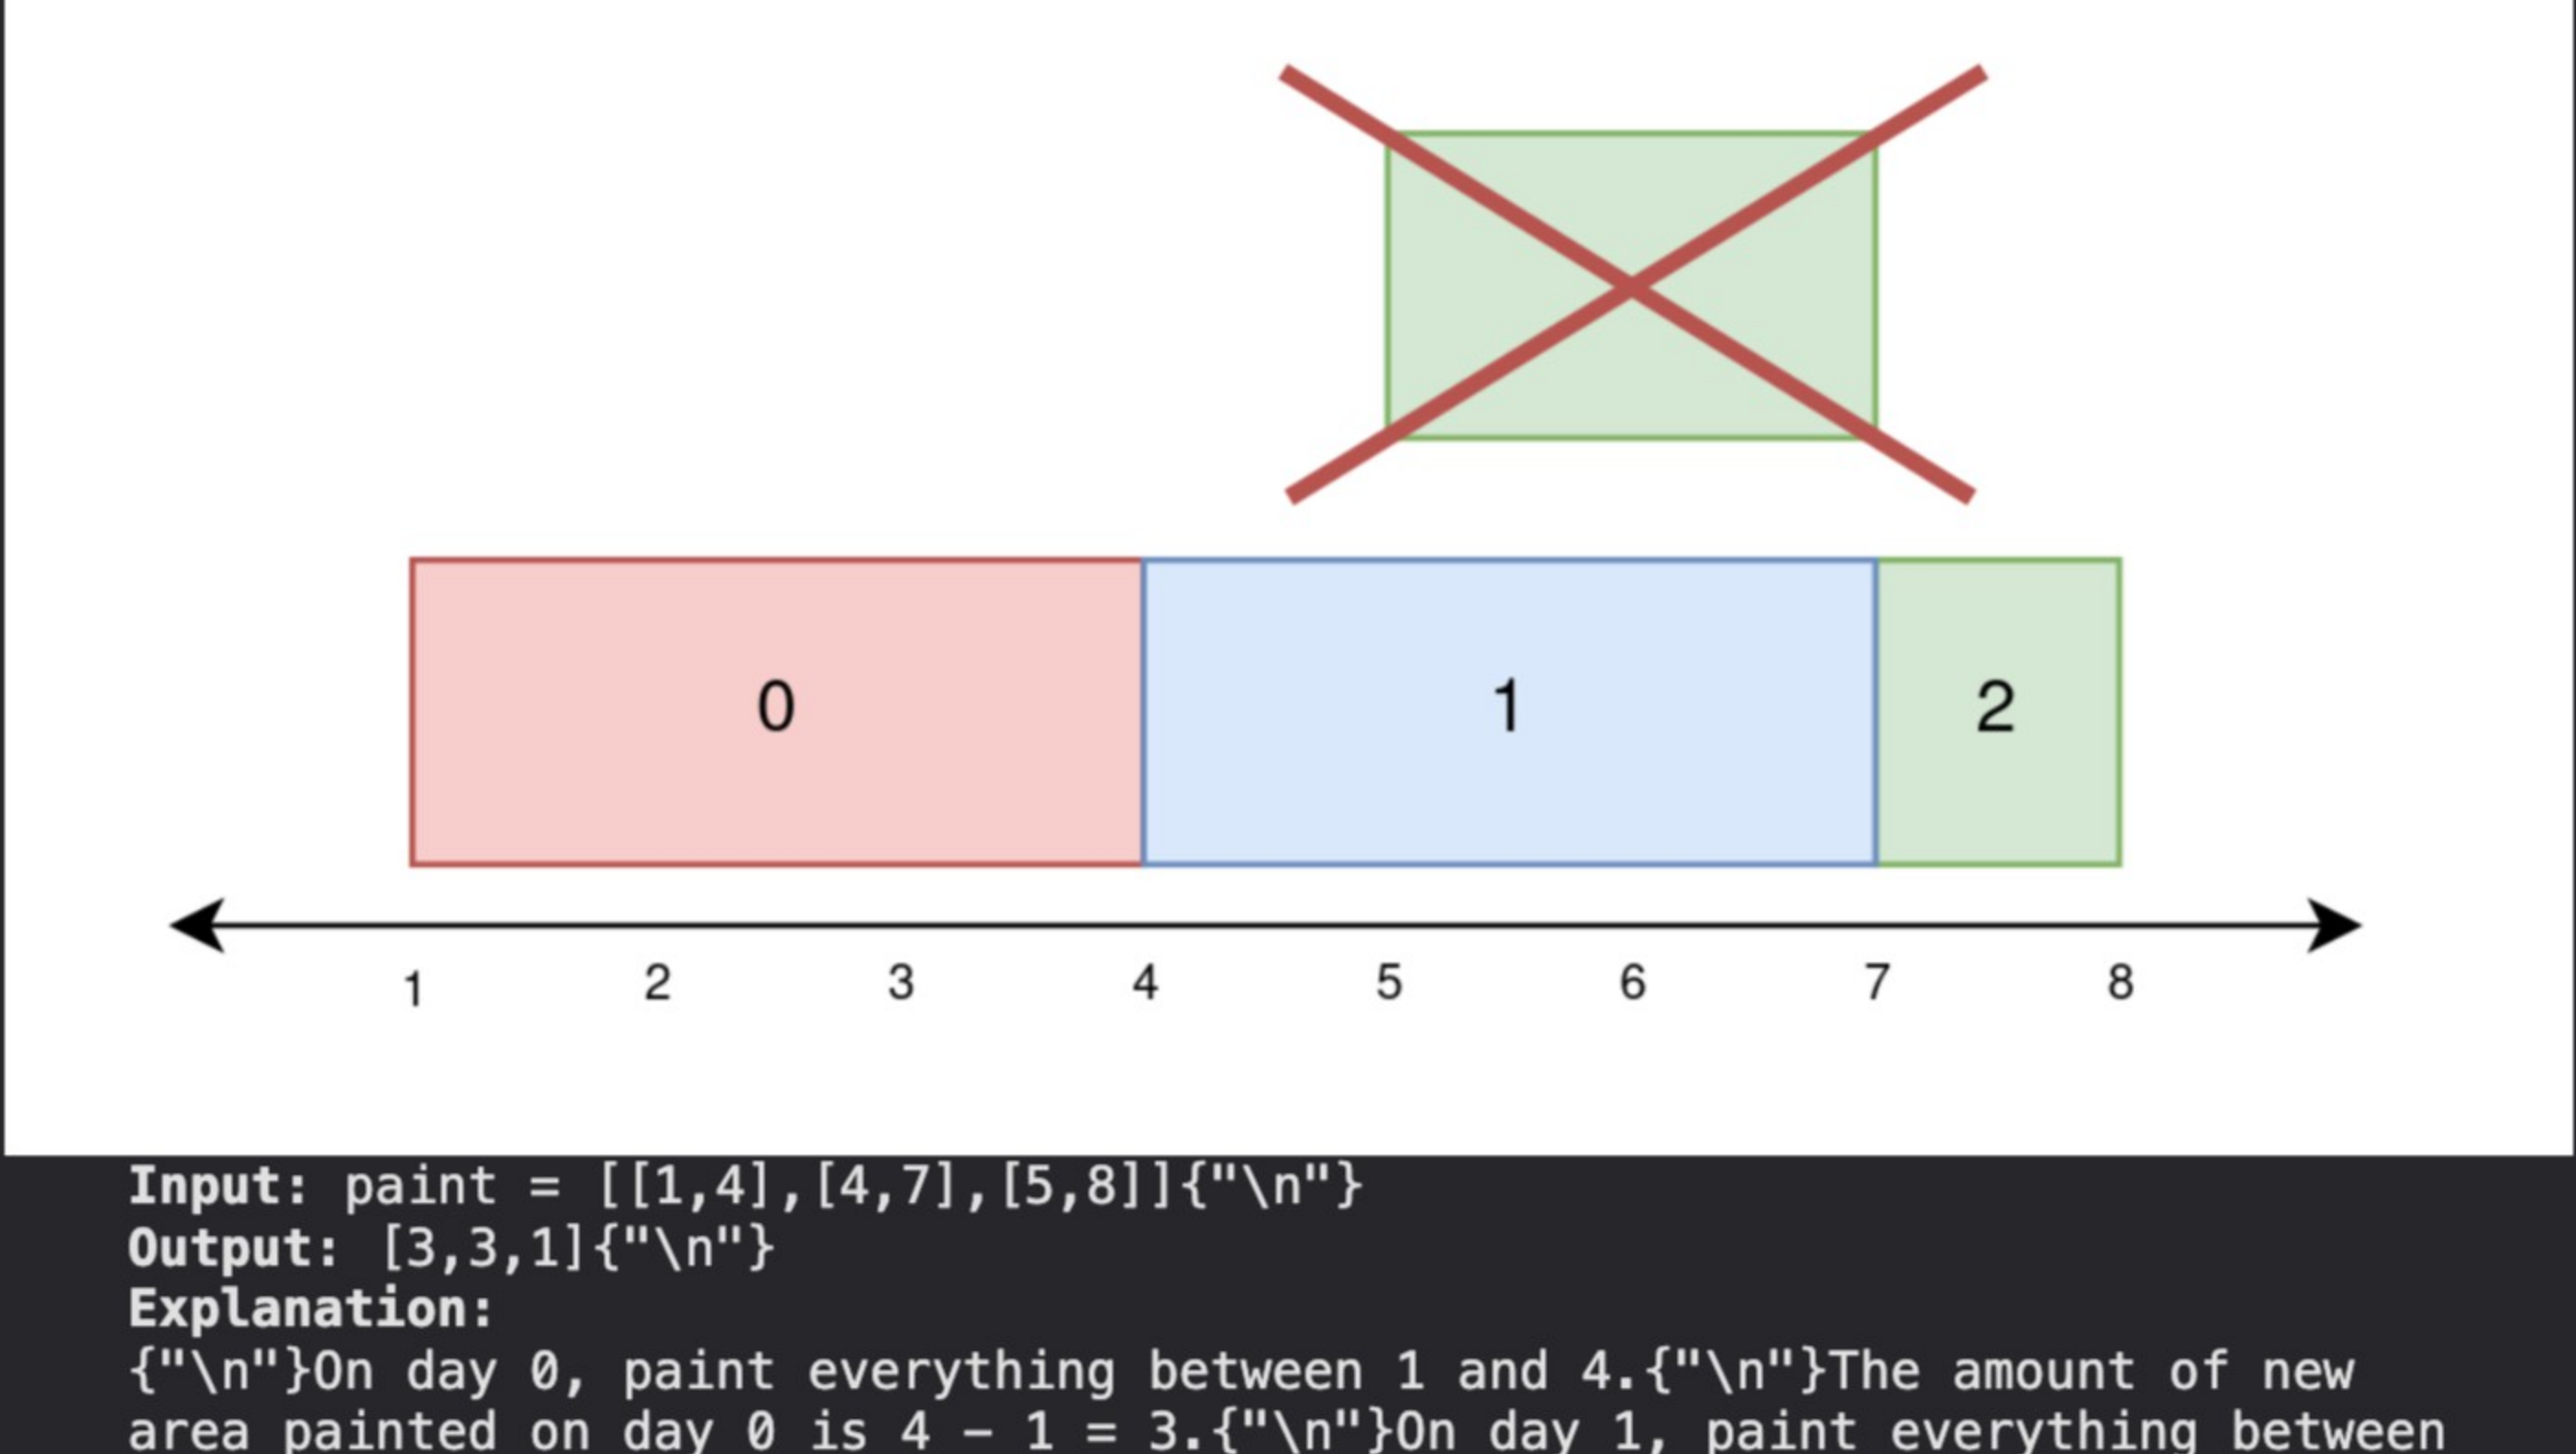 0 1 2
1 2 3 4 5 6 7 8
Input: paint = [[1,4],[4,7],[5,8]]{"\n"}
Output: [3,3,1]{"\n"}
Explanation:
{"\n"}On day 0, paint everything between 1 and 4.{"\n"}The amount of new
area painted on day 0 is 4 − 1 = 3.{"\n"}On day 1, paint everything between